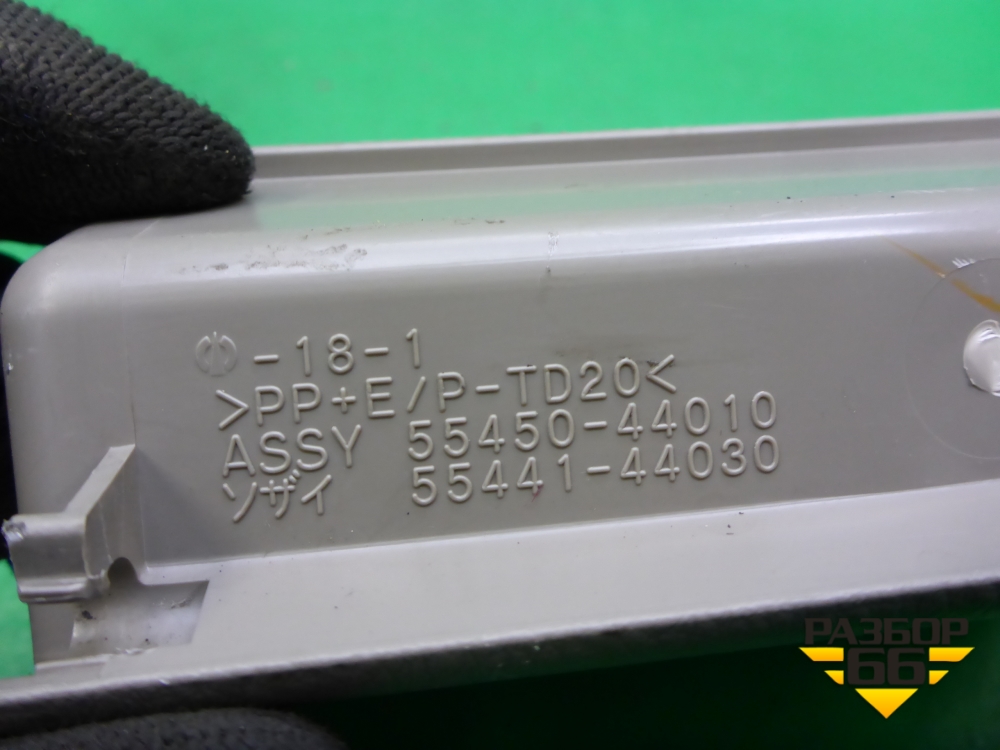 -18-1
>PP+E/P-TD20<
ASSY 55450-44010
ソザイ 55441-44030
РАЗБОР
66